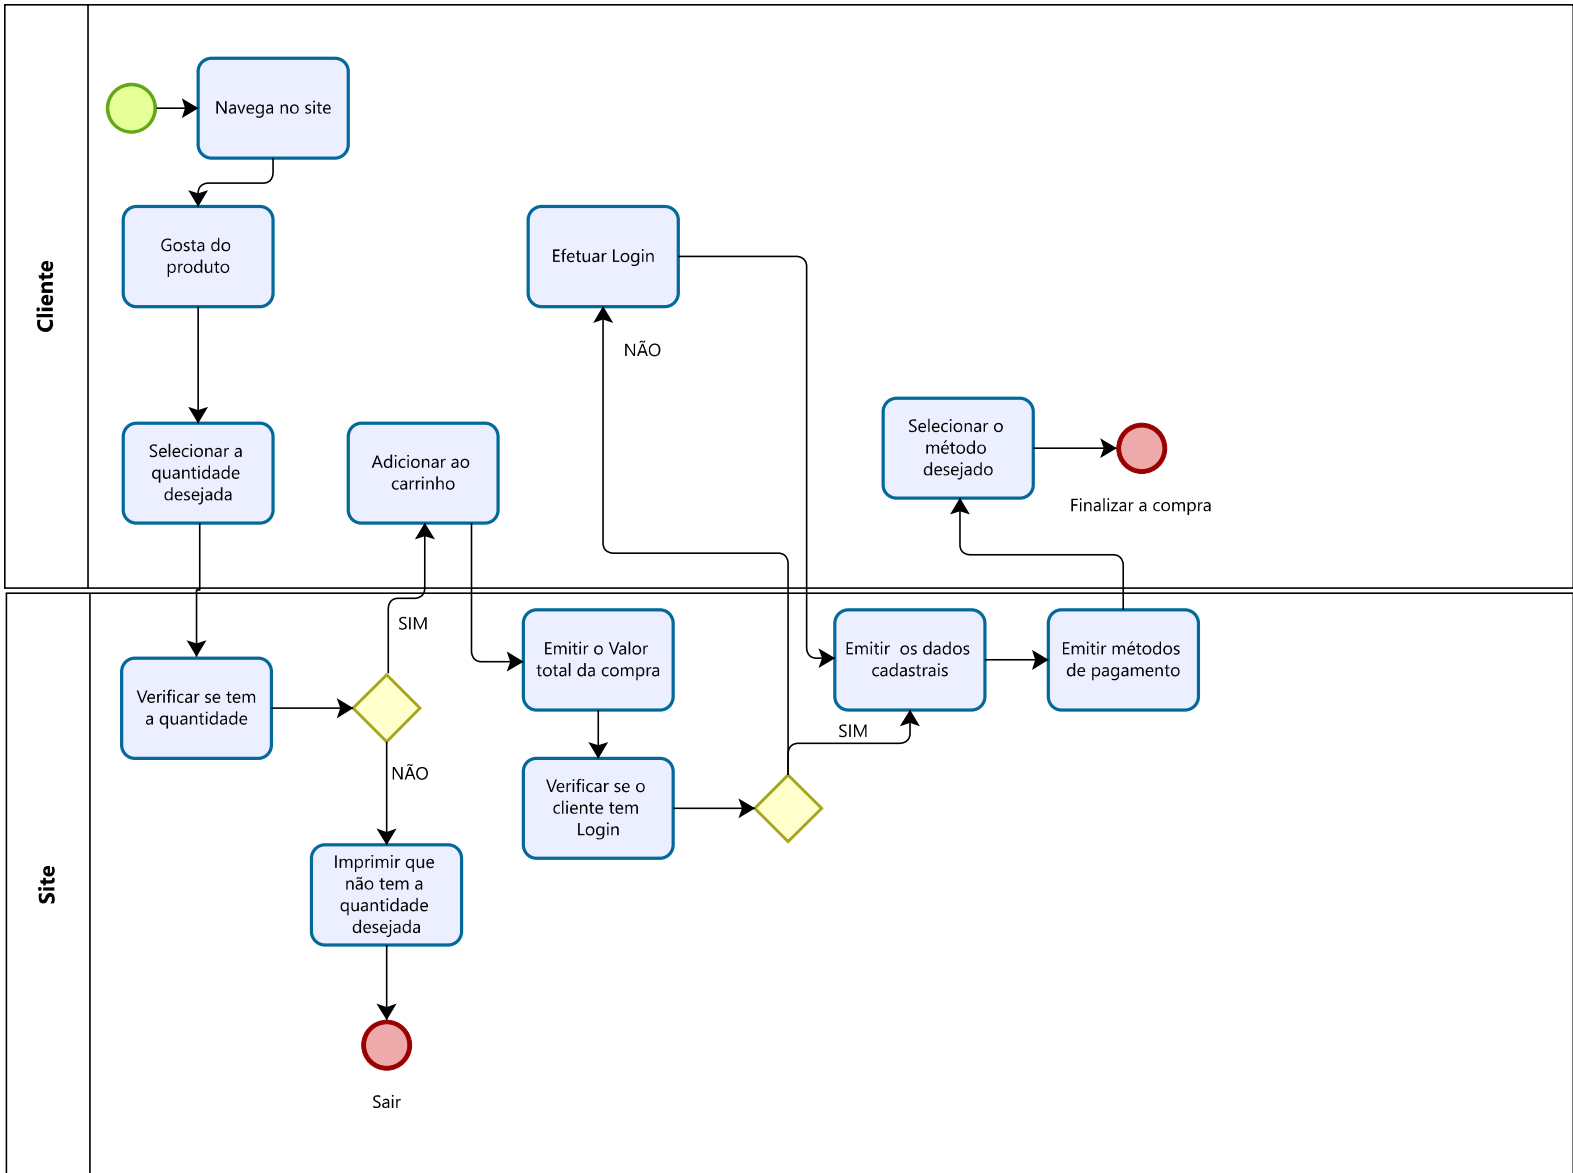 Cliente
Navega no site
Gosta do
produto
Efetuar Login
NÃO
Selecionar a
quantidade
desejada
Adicionar ao
carrinho
Selecionar o
método
desejado
Finalizar a compra
Site
SIM
Verificar se tem
a quantidade
NÃO
Imprimir que
não tem a
quantidade
desejada
Sair
Emitir o Valor
total da compra
Verificar se o
cliente tem
Login
SIM
Emitir  os dados
cadastrais
Emitir métodos
de pagamento